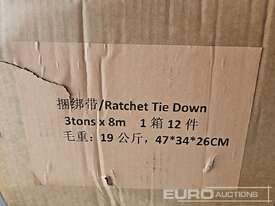 捆绑带/Ratchet Tie Down
3tons x 8m 1 箱 12 件
毛重: 19 公斤, 47*34*26CM
EURO AUCTIONS